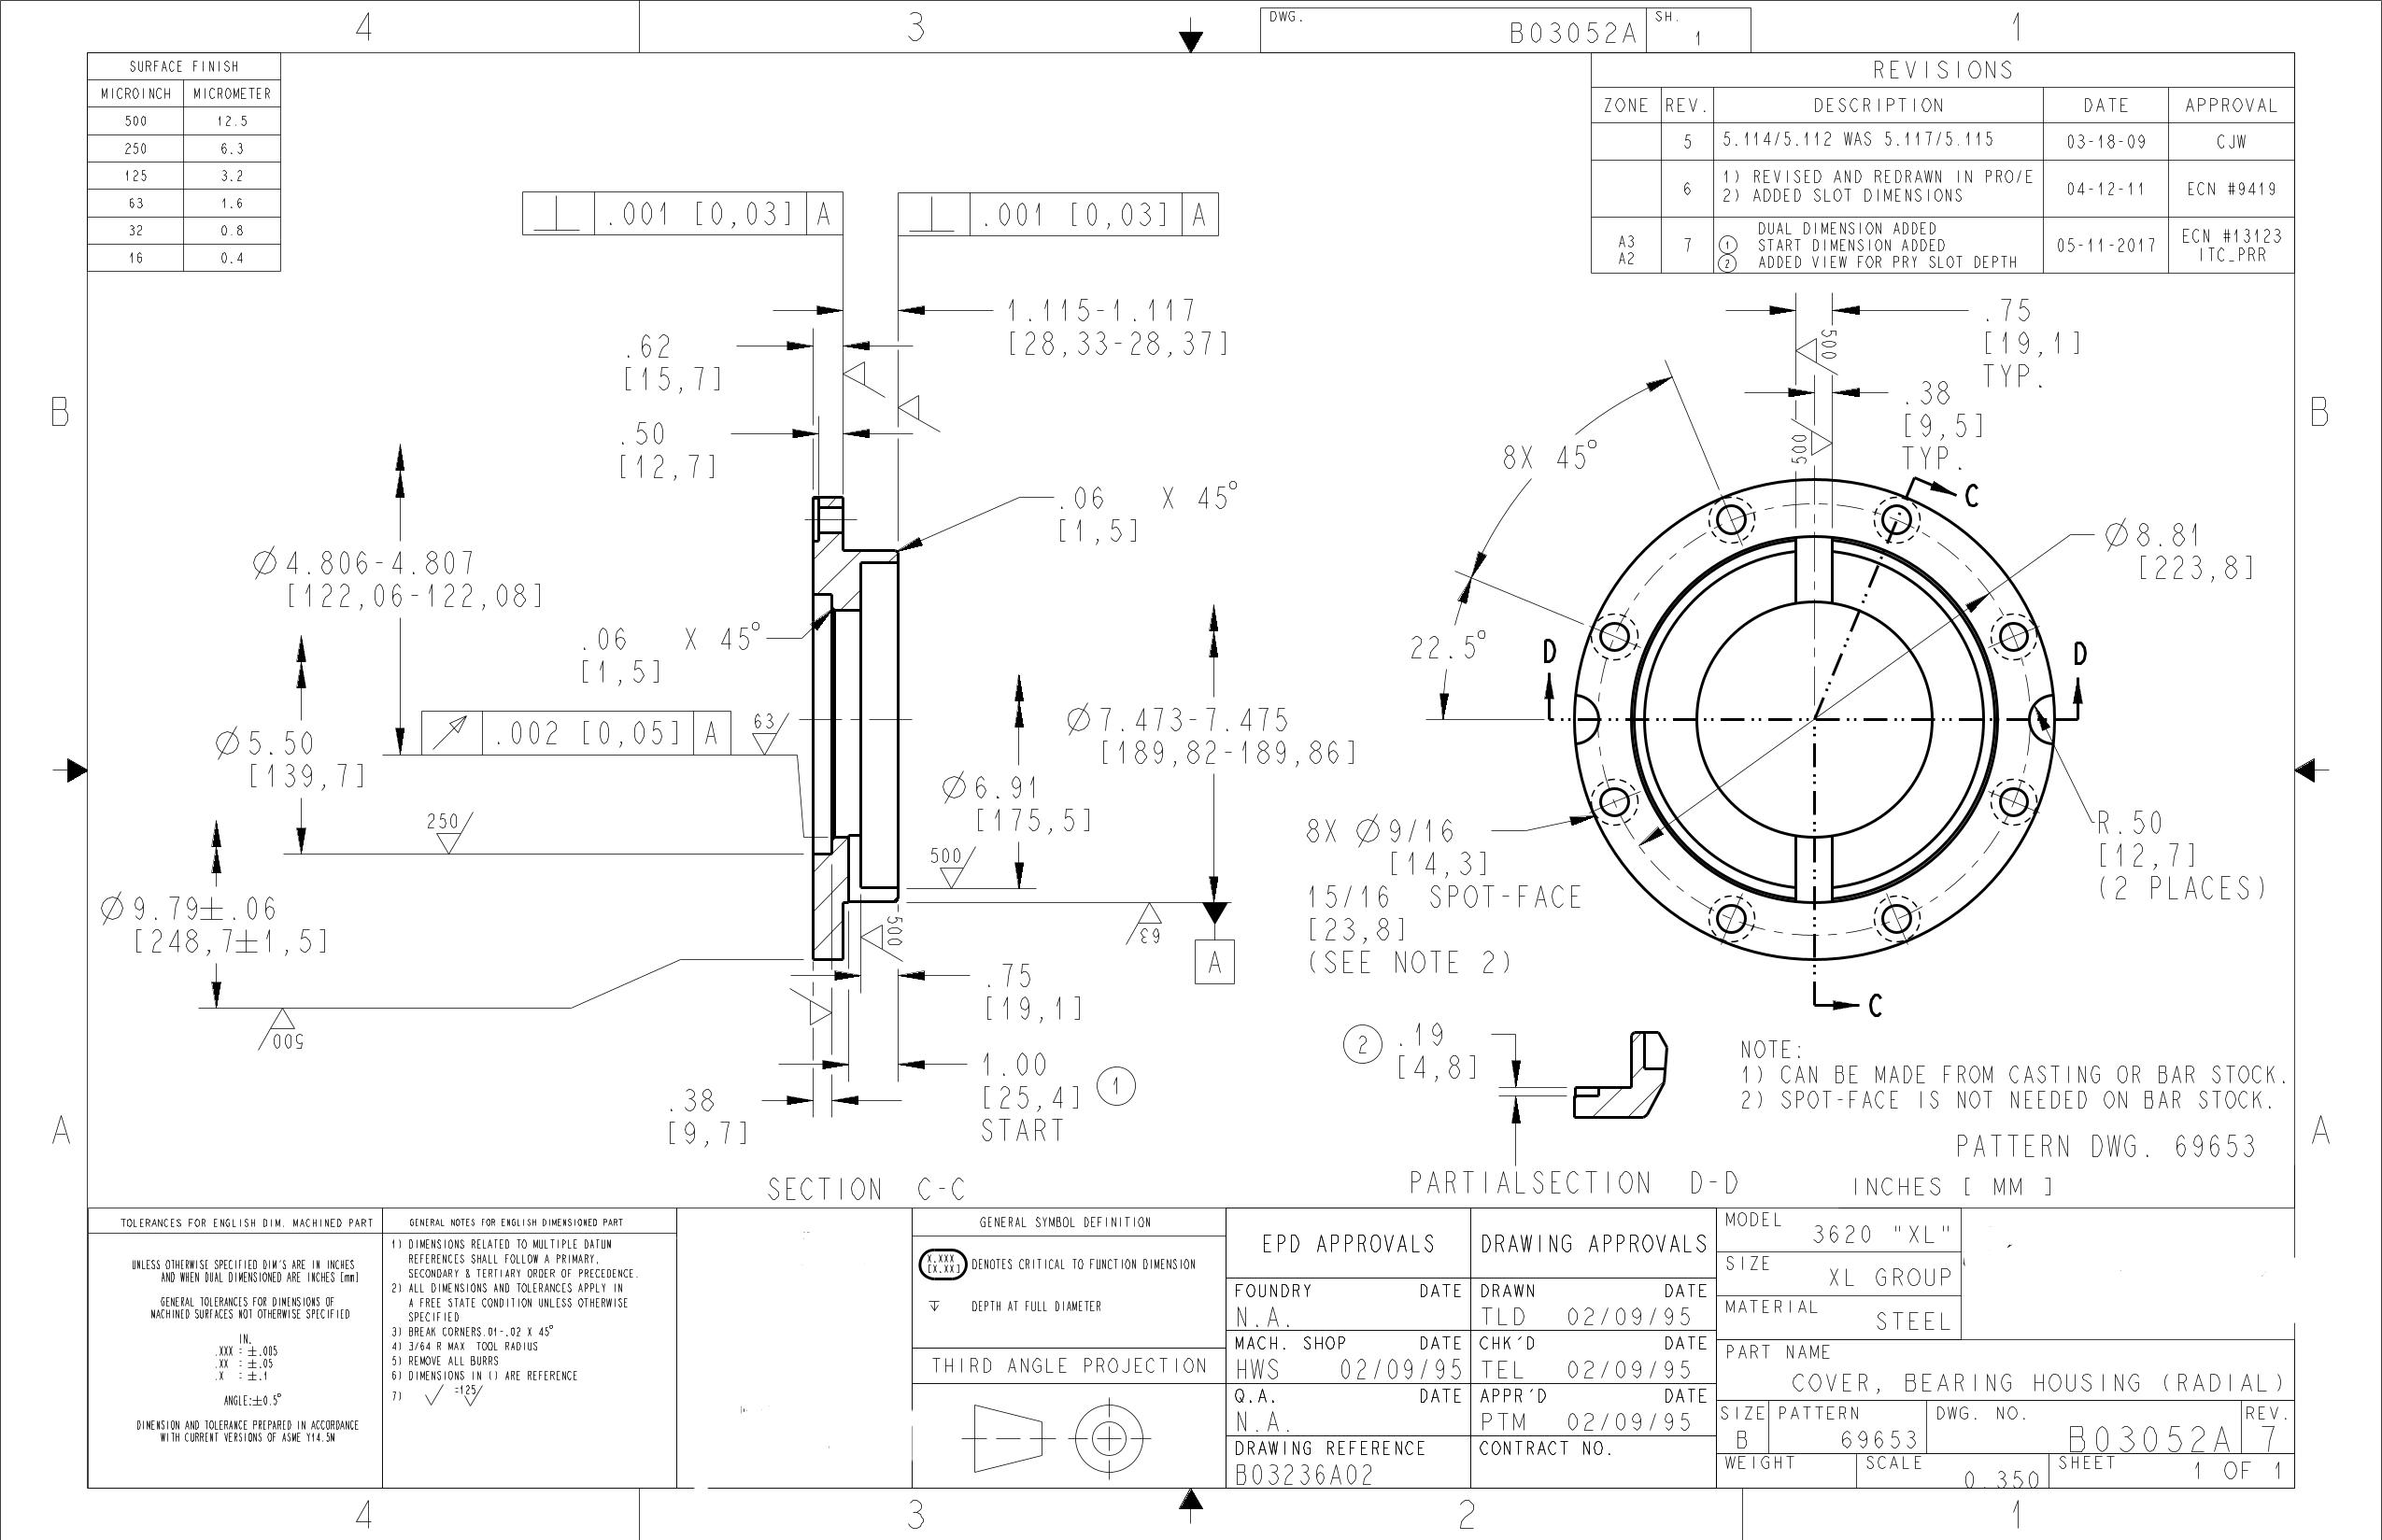 4
3
1
DWG.
B03052A
SH.
1
SURFACE FINISH
MICROINCH MICROMETER
500 12.5
250 6.3
125 3.2
63 1.6
32 0.8
16 0.4
REVISIONS
ZONE REV. DESCRIPTION DATE APPROVAL
5 5.114/5.112 WAS 5.117/5.115 03-18-09 CJW
6 1) REVISED AND REDRAWN IN PRO/E 04-12-11 ECN #9419
2) ADDED SLOT DIMENSIONS
DUAL DIMENSION ADDED
A3 7 1 START DIMENSION ADDED 05-11-2017 ECN #13123
A2 2 ADDED VIEW FOR PRY SLOT DEPTH ITC_PRR
⊥ .001 [0,03] A
⊥ .001 [0,03] A
1.115-1.117
[28,33-28,37]
.62
[15,7]
.50
[12,7]
.06 X 45°
[1,5]
Ø4.806-4.807
[122,06-122,08]
.06 X 45°
[1,5]
.002 [0,05] A
63
Ø5.50
[139,7]
250
Ø9.79±.06
[248,7±1,5]
500
Ø7.473-7.475
[189,82-189,86]
Ø6.91
[175,5]
500
63
A
500
.75
[19,1]
1.00
[25,4] 1
START
.38
[9,7]
SECTION C-C
.75
[19,1]
TYP.
500
.38
[9,5]
TYP.
500
8X 45°
22.5°
C
Ø8.81
[223,8]
D
D
8X Ø9/16
[14,3]
15/16 SPOT-FACE
[23,8]
(SEE NOTE 2)
R.50
[12,7]
(2 PLACES)
C
2 .19
[4,8]
PARTIALSECTION D-D
NOTE:
1) CAN BE MADE FROM CASTING OR BAR STOCK.
2) SPOT-FACE IS NOT NEEDED ON BAR STOCK.
PATTERN DWG. 69653
INCHES [ MM ]
B
B
A
A
TOLERANCES FOR ENGLISH DIM. MACHINED PART
UNLESS OTHERWISE SPECIFIED DIM'S ARE IN INCHES
AND WHEN DUAL DIMENSIONED ARE INCHES [mm]
GENERAL TOLERANCES FOR DIMENSIONS OF
MACHINED SURFACES NOT OTHERWISE SPECIFIED
IN.
.XXX : ±.005
.XX : ±.05
.X : ±.1
ANGLE:±0.5°
DIMENSION AND TOLERANCE PREPARED IN ACCORDANCE
WITH CURRENT VERSIONS OF ASME Y14.5M
GENERAL NOTES FOR ENGLISH DIMENSIONED PART
1) DIMENSIONS RELATED TO MULTIPLE DATUM
REFERENCES SHALL FOLLOW A PRIMARY,
SECONDARY & TERTIARY ORDER OF PRECEDENCE.
2) ALL DIMENSIONS AND TOLERANCES APPLY IN
A FREE STATE CONDITION UNLESS OTHERWISE
SPECIFIED
3) BREAK CORNERS.01-.02 X 45°
4) 3/64 R MAX TOOL RADIUS
5) REMOVE ALL BURRS
6) DIMENSIONS IN () ARE REFERENCE
7) =125
GENERAL SYMBOL DEFINITION
X.XXX
[X.XX] DENOTES CRITICAL TO FUNCTION DIMENSION
DEPTH AT FULL DIAMETER
THIRD ANGLE PROJECTION
EPD APPROVALS
FOUNDRY DATE
N.A.
MACH. SHOP DATE
HWS 02/09/95
Q.A. DATE
N.A.
DRAWING REFERENCE
B03236A02
DRAWING APPROVALS
DRAWN DATE
TLD 02/09/95
CHK'D DATE
TEL 02/09/95
APPR'D DATE
PTM 02/09/95
CONTRACT NO.
MODEL
3620 "XL"
SIZE
XL GROUP
MATERIAL
STEEL
PART NAME
COVER, BEARING HOUSING (RADIAL)
SIZE PATTERN DWG. NO. REV.
B 69653 B03052A 7
WEIGHT SCALE SHEET
0.350 1 OF 1
4
3
2
1